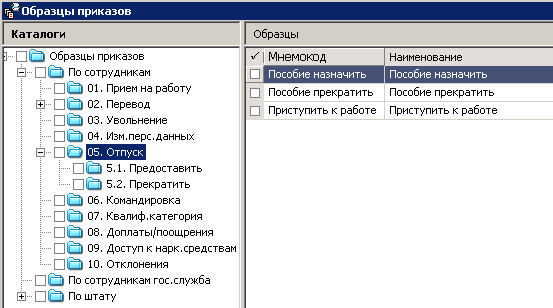 Образцы приказов
Каталоги
Образцы приказов
По сотрудникам
01. Прием на работу
02. Перевод
03. Увольнение
04. Изм.перс.данных
05. Отпуск
5.1. Предоставить
5.2. Прекратить
06. Командировка
07. Квалиф.категория
08. Доплаты/поощрения
09. Доступ к нарк.средствам
10. Отклонения
По сотрудникам гос.служба
По штату
Образцы
Мнемокод Наименование
Пособие назначить Пособие назначить
Пособие прекратить Пособие прекратить
Приступить к работе Приступить к работе